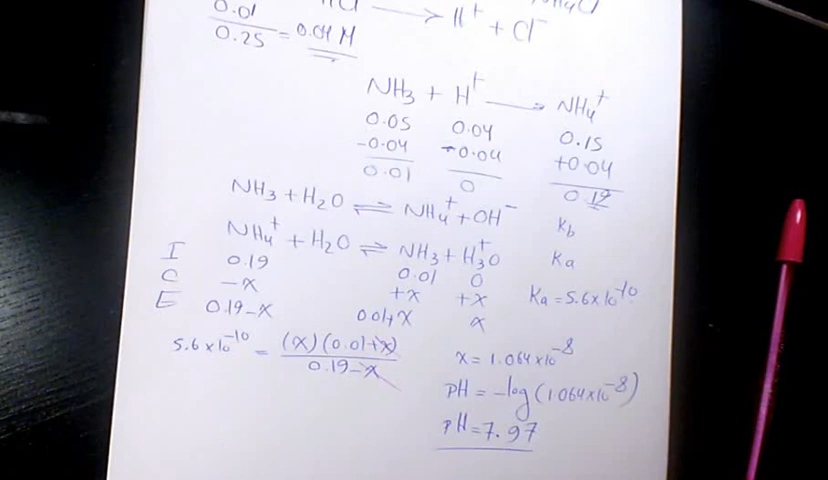 0.01 / 0.25 = 0.04 M
⟶ H⁺ + Cl⁻
NH₃ + H⁺ ⟶ NH₄⁺
0.05 0.04 0.15
-0.04 -0.04 +0.04
0.01 0 0.19
NH₃ + H₂O ⇌ NH₄⁺ + OH⁻ Kb
NH₄⁺ + H₂O ⇌ NH₃ + H₃O⁺ Ka
I 0.19 0.01 0
C -x +x +x Ka = 5.6x10⁻¹⁰
E 0.19-x 0.01+x x
5.6x10⁻¹⁰ = (x)(0.01+x) / 0.19-x
x = 1.064x10⁻⁸
pH = -log(1.064x10⁻⁸)
pH = 7.97